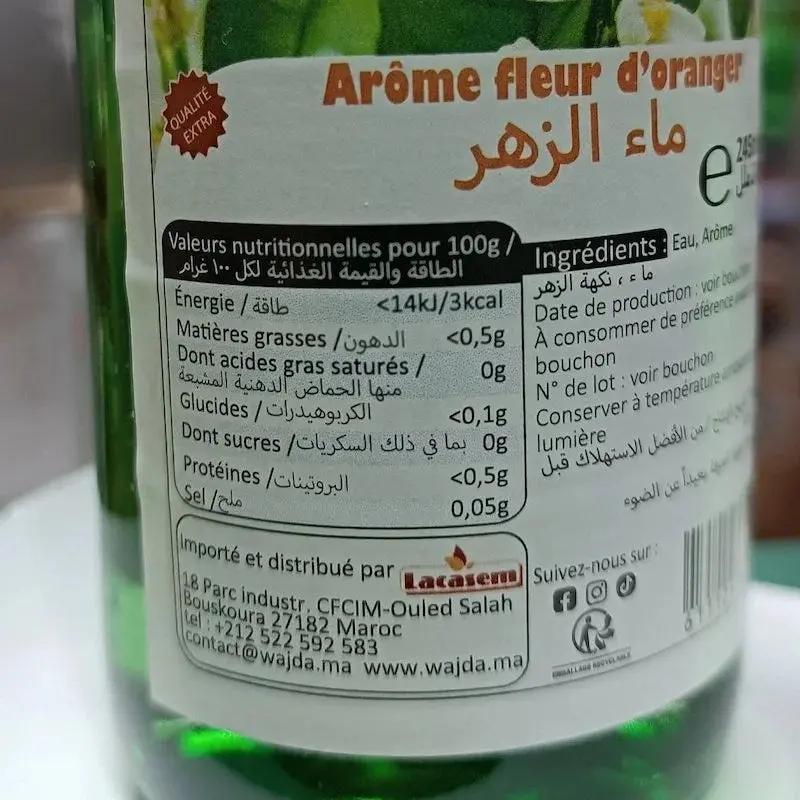 QUALITÉ
EXTRA
Arôme fleur d'oranger
ماء الزهر
e
Valeurs nutritionnelles pour 100g /
الطاقة والقيمة الغذائية لكل ١٠٠ غرام
Énergie / طاقة <14kJ/3kcal
Matières grasses / الدهون <0,5g
Dont acides gras saturés / 0g
منها الحماض الدهنية المشبعة
Glucides / الكربوهيدرات <0,1g
Dont sucres / بما في ذلك السكريات 0g
Protéines / البروتينات <0,5g
Sel / ملح 0,05g
Ingrédients : Eau, Arôme
ماء ، نكهة الزهر
Date de production : voir
À consommer de préférence
bouchon
N° de lot : voir bouchon
Conserver à température
lumière
من الأفضل الاستهلاك قبل
بعيداً عن الضوء
Importé et distribué par Lacasem
18 Parc industr. CFCIM-Ouled Salah
Bouskoura 27182 Maroc
tel : +212 522 592 583
contact@wajda.ma www.wajda.ma
Suivez-nous sur :
EMBALLAGE RECYCLABLE